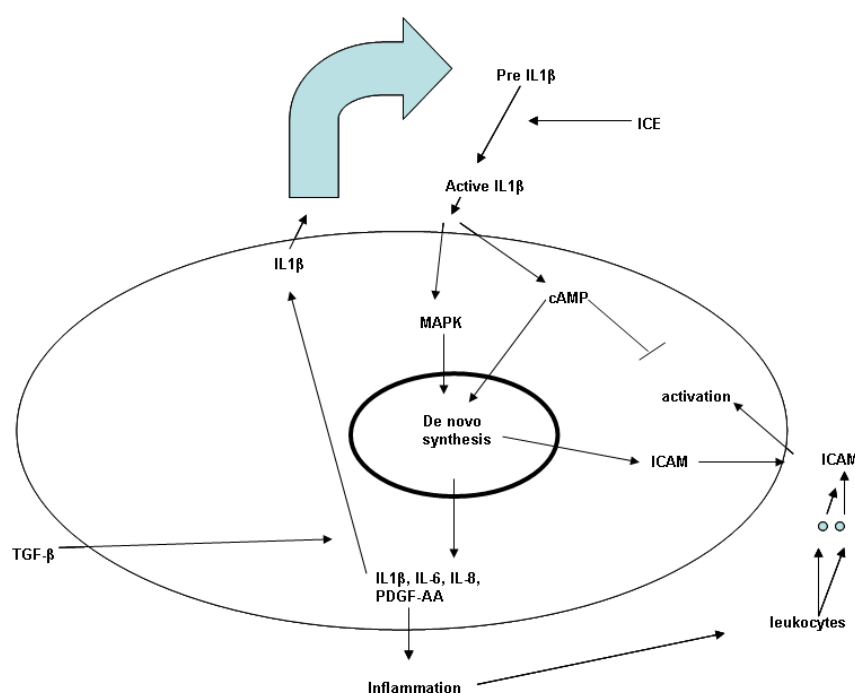 Pre IL1β
ICE
Active IL1β
IL1β
cAMP
MAPK
activation
De novo
synthesis
ICAM
ICAM
TGF-β
IL1β, IL-6, IL-8,
PDGF-AA
leukocytes
Inflammation